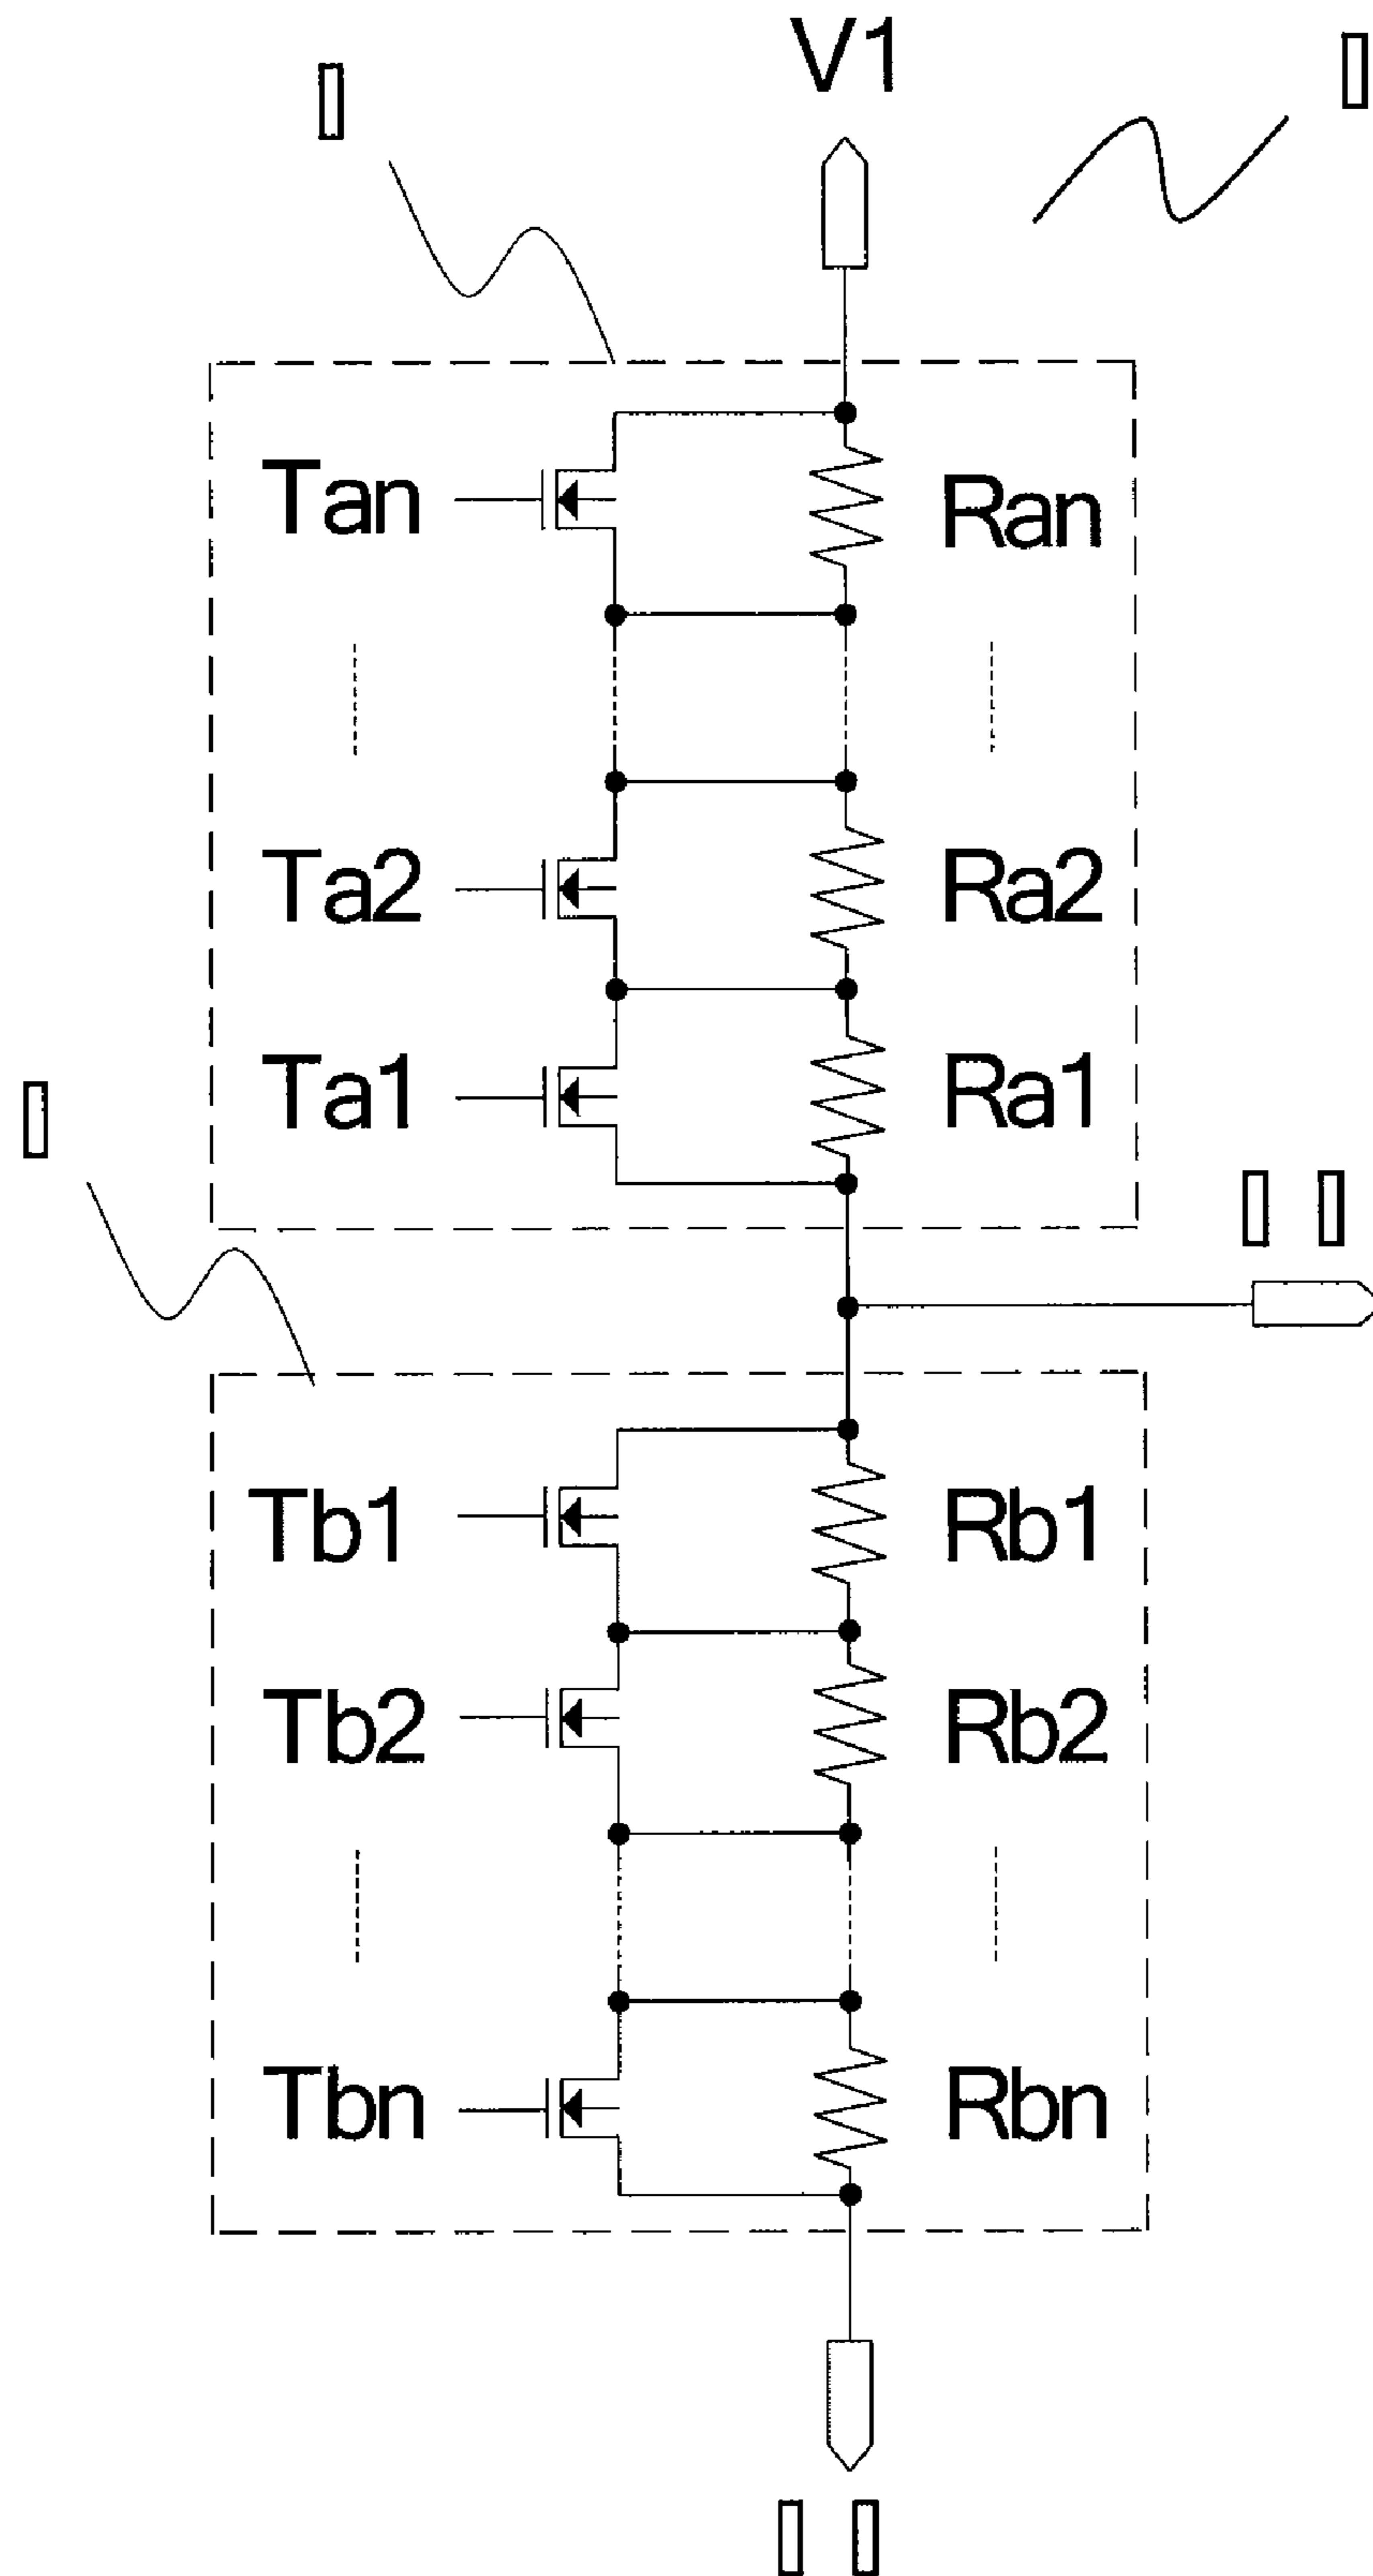 V1
Tan Ran
Ta2 Ra2
Ta1 Ra1
Tb1 Rb1
Tb2 Rb2
Tbn Rbn